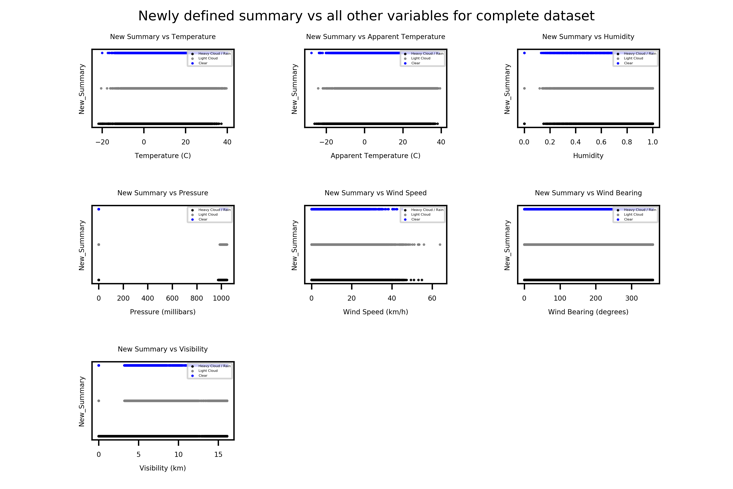 Newly defined summary vs all other variables for complete dataset
New Summary vs Temperature
New_Summary
Heavy Cloud / Rain
Light Cloud
Clear
−20 0 20 40
Temperature (C)
New Summary vs Apparent Temperature
New_Summary
Heavy Cloud / Rain
Light Cloud
Clear
−20 0 20 40
Apparent Temperature (C)
New Summary vs Humidity
New_Summary
Heavy Cloud / Rain
Light Cloud
Clear
0.0 0.2 0.4 0.6 0.8 1.0
Humidity
New Summary vs Pressure
New_Summary
Heavy Cloud / Rain
Light Cloud
Clear
0 200 400 600 800 1000
Pressure (millibars)
New Summary vs Wind Speed
New_Summary
Heavy Cloud / Rain
Light Cloud
Clear
0 20 40 60
Wind Speed (km/h)
New Summary vs Wind Bearing
New_Summary
Heavy Cloud / Rain
Light Cloud
Clear
0 100 200 300
Wind Bearing (degrees)
New Summary vs Visibility
New_Summary
Heavy Cloud / Rain
Light Cloud
Clear
0 5 10 15
Visibility (km)